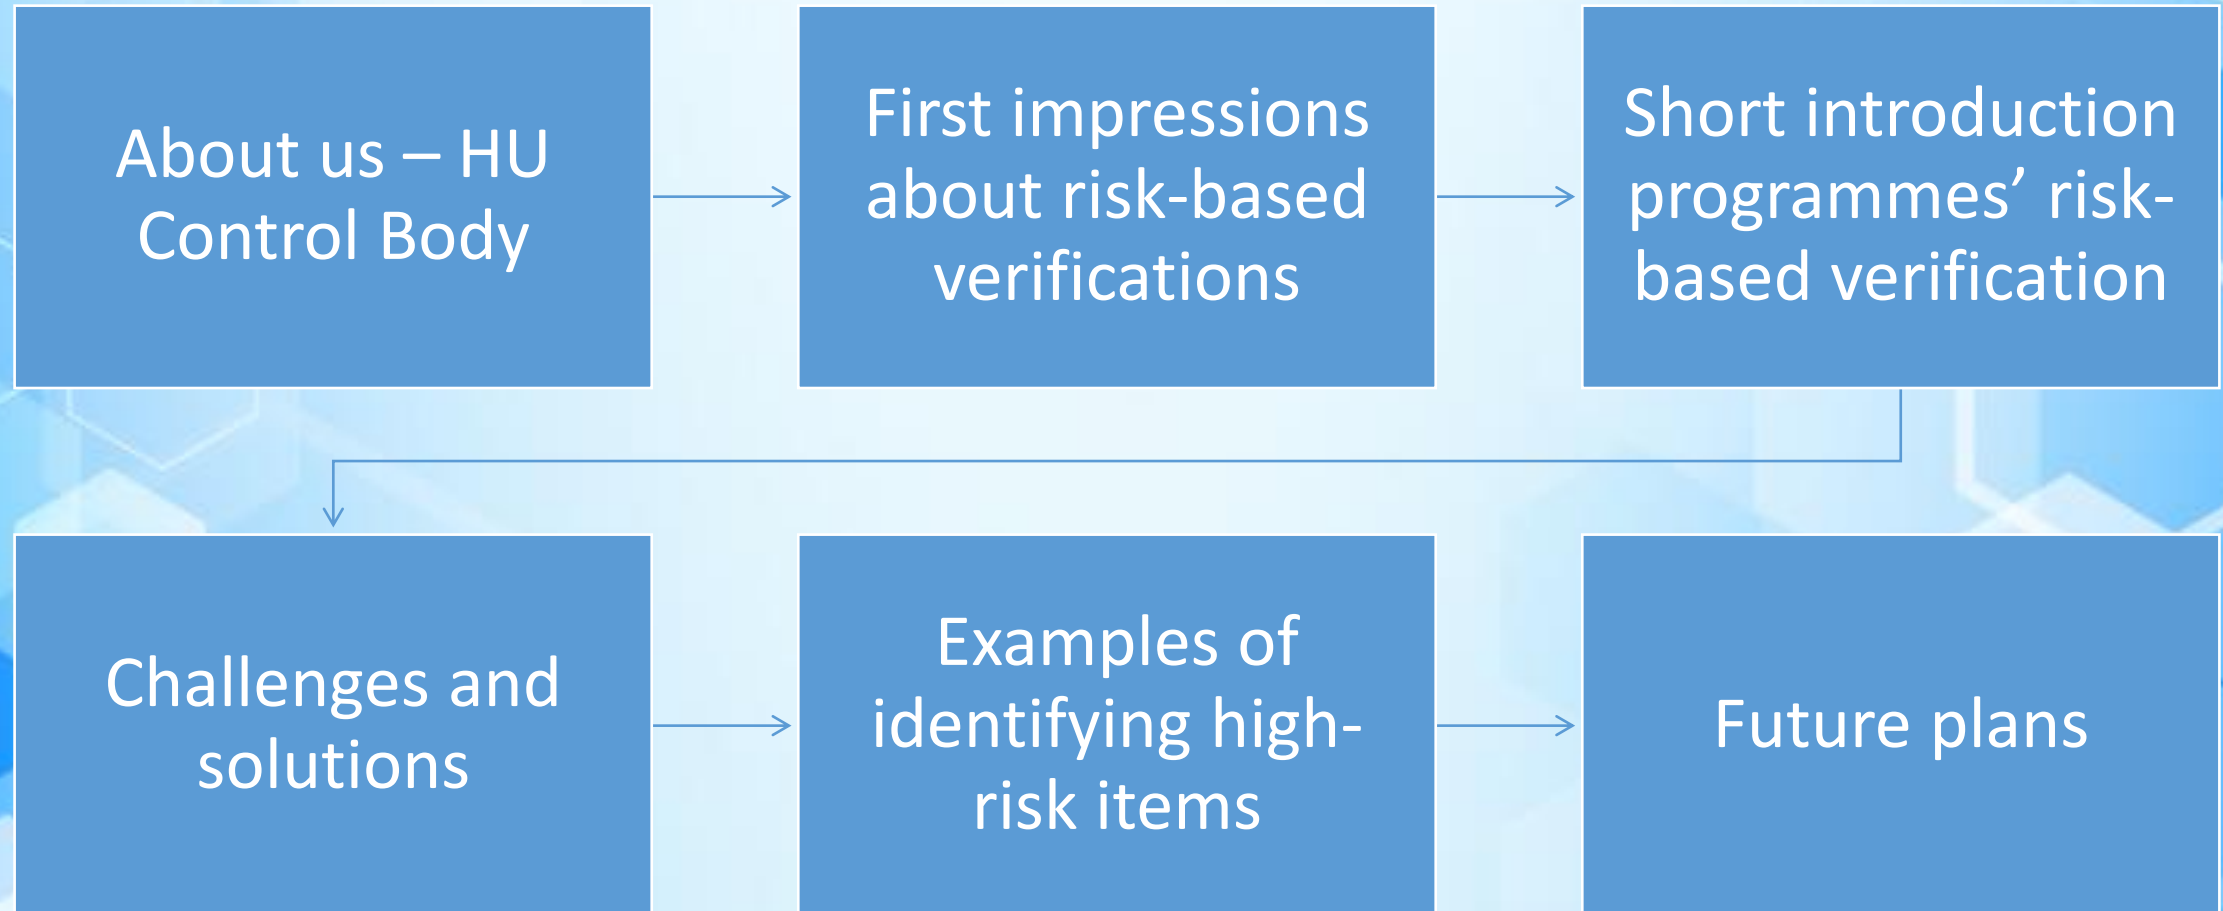 About us – HU
Control Body
First impressions
about risk-based
verifications
Short introduction
programmes’ risk-
based verification
Challenges and
solutions
Examples of
identifying high-
risk items
Future plans